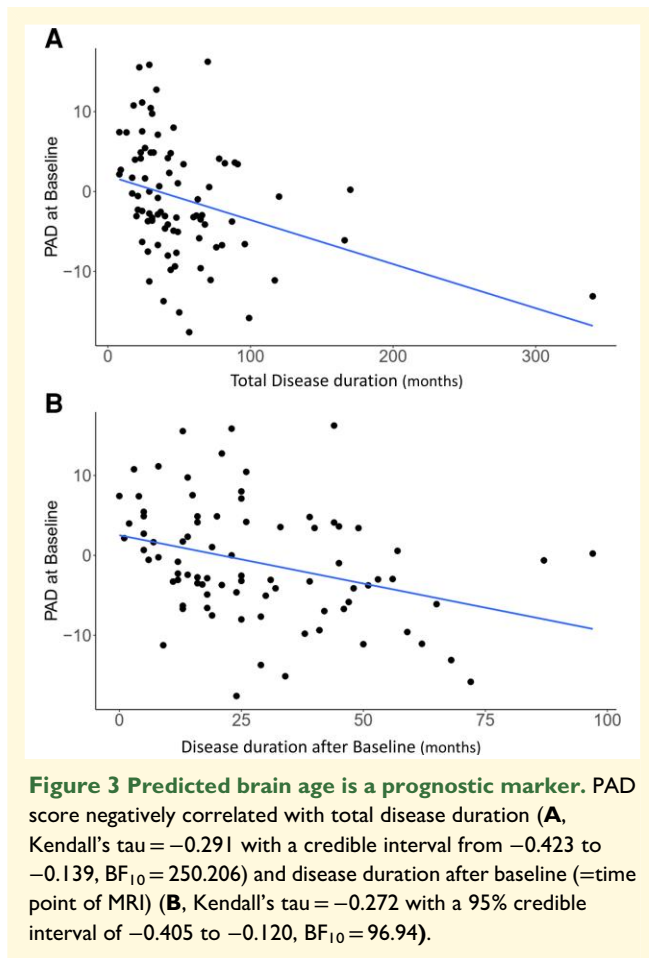 A
PAD at Baseline
10
0
−10
0 100 200 300
Total Disease duration (months)
B
PAD at Baseline
10
0
−10
0 25 50 75 100
Disease duration after Baseline (months)
Figure 3 Predicted brain age is a prognostic marker. PAD
score negatively correlated with total disease duration (A,
Kendall's tau = −0.291 with a credible interval from −0.423 to
−0.139, BF₁₀ = 250.206) and disease duration after baseline (=time
point of MRI) (B, Kendall's tau = −0.272 with a 95% credible
interval of −0.405 to −0.120, BF₁₀ = 96.94).